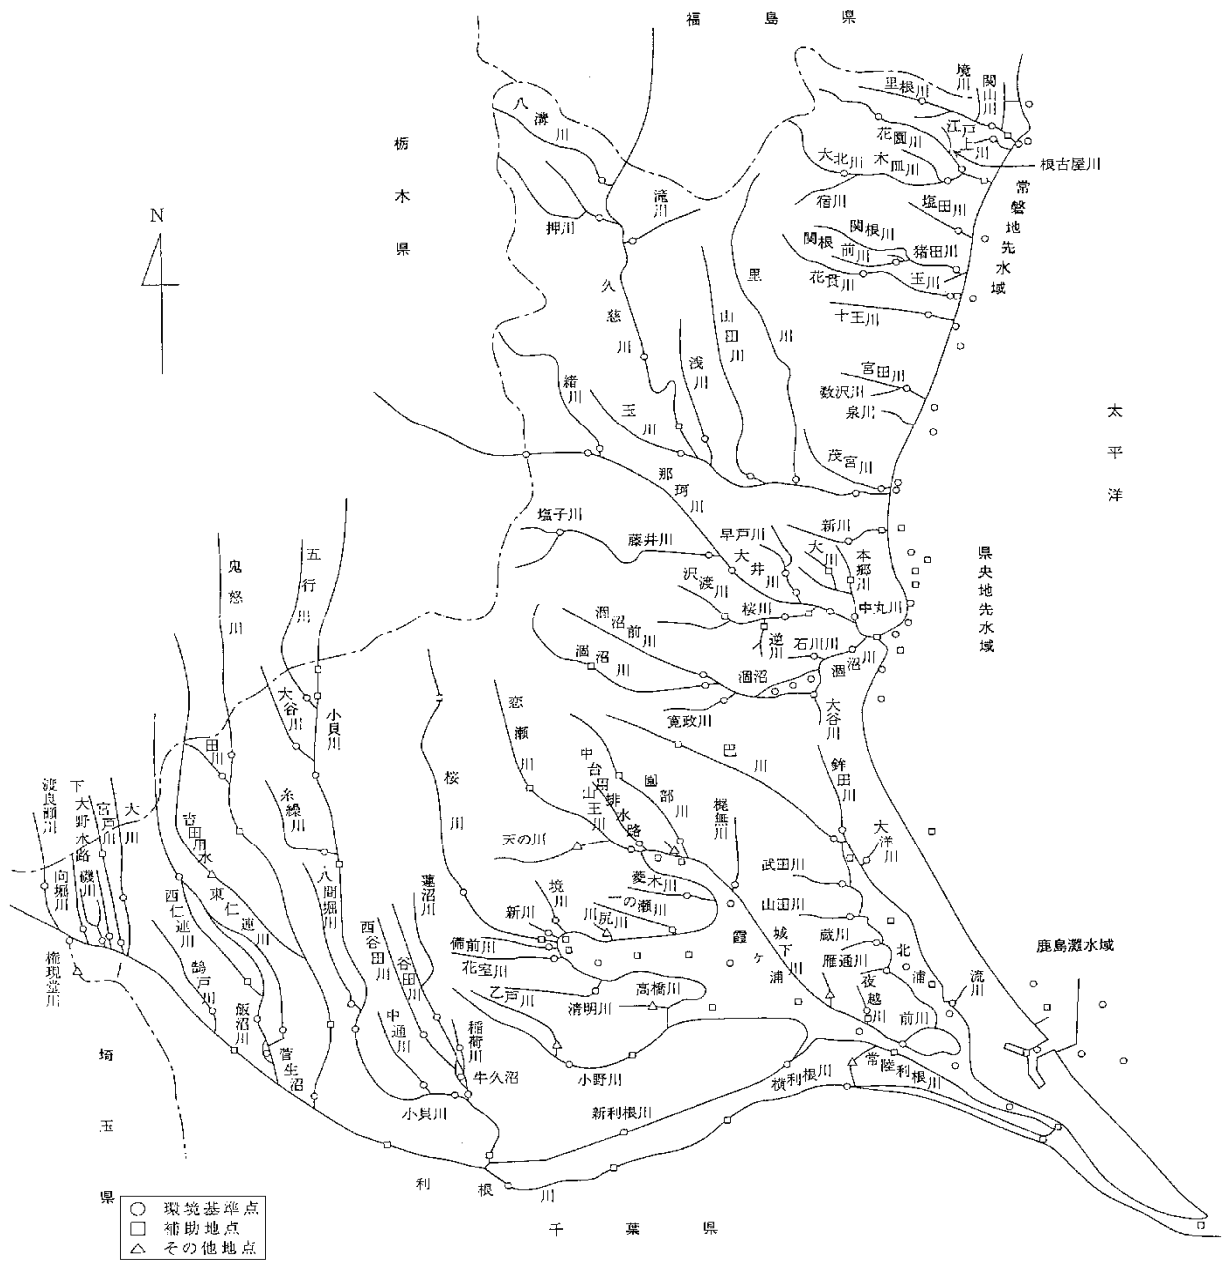 福島県
栃木県
N
八溝川
押川
滝川
久慈川
里川
山田川
浅川
里根川
境川
関山川
江戸上川
花園川
大北川
木皿川
根古屋川
宿川
塩田川
常磐地先水域
関根川
関根前川
猪田川
花貫川
玉川
十王川
宮田川
数沢川
泉川
太平洋
緒川
玉川
茂宮川
那珂川
塩子川
藤井川
早戸川
新川
大井川
大川
本郷川
県央地先水域
沢渡川
桜川
中丸川
逆川
石川川
涸沼前川
涸沼川
涸沼
涸沼川
寛政川
大谷川
鬼怒川
五行川
大谷川
小貝川
田川
恋瀬川
巴川
鉾田川
中台用排水路
山王川
園部川
桜川
梶無川
大洋川
渡良瀬川
下大野水路
宮戸川
大川
糸繰川
吉田用水
天の川
武田川
向堀川
磯川
西仁連川
東仁連川
八間堀川
蓮沼川
境川
菱木川
一の瀬川
川尻川
山田川
新川
備前川
花室川
西谷田川
谷田川
霞ヶ浦
城下川
蔵川
雁通川
北浦
鹿島灘水域
権現堂川
鵠戸川
飯沼川
乙戸川
清明川
高橋川
夜越川
流川
前川
中通川
稲荷川
菅生沼
牛久沼
小野川
横利根川
常陸利根川
小貝川
新利根川
埼玉県
利根川
千葉県
○ 環境基準点
□ 補助地点
△ その他地点